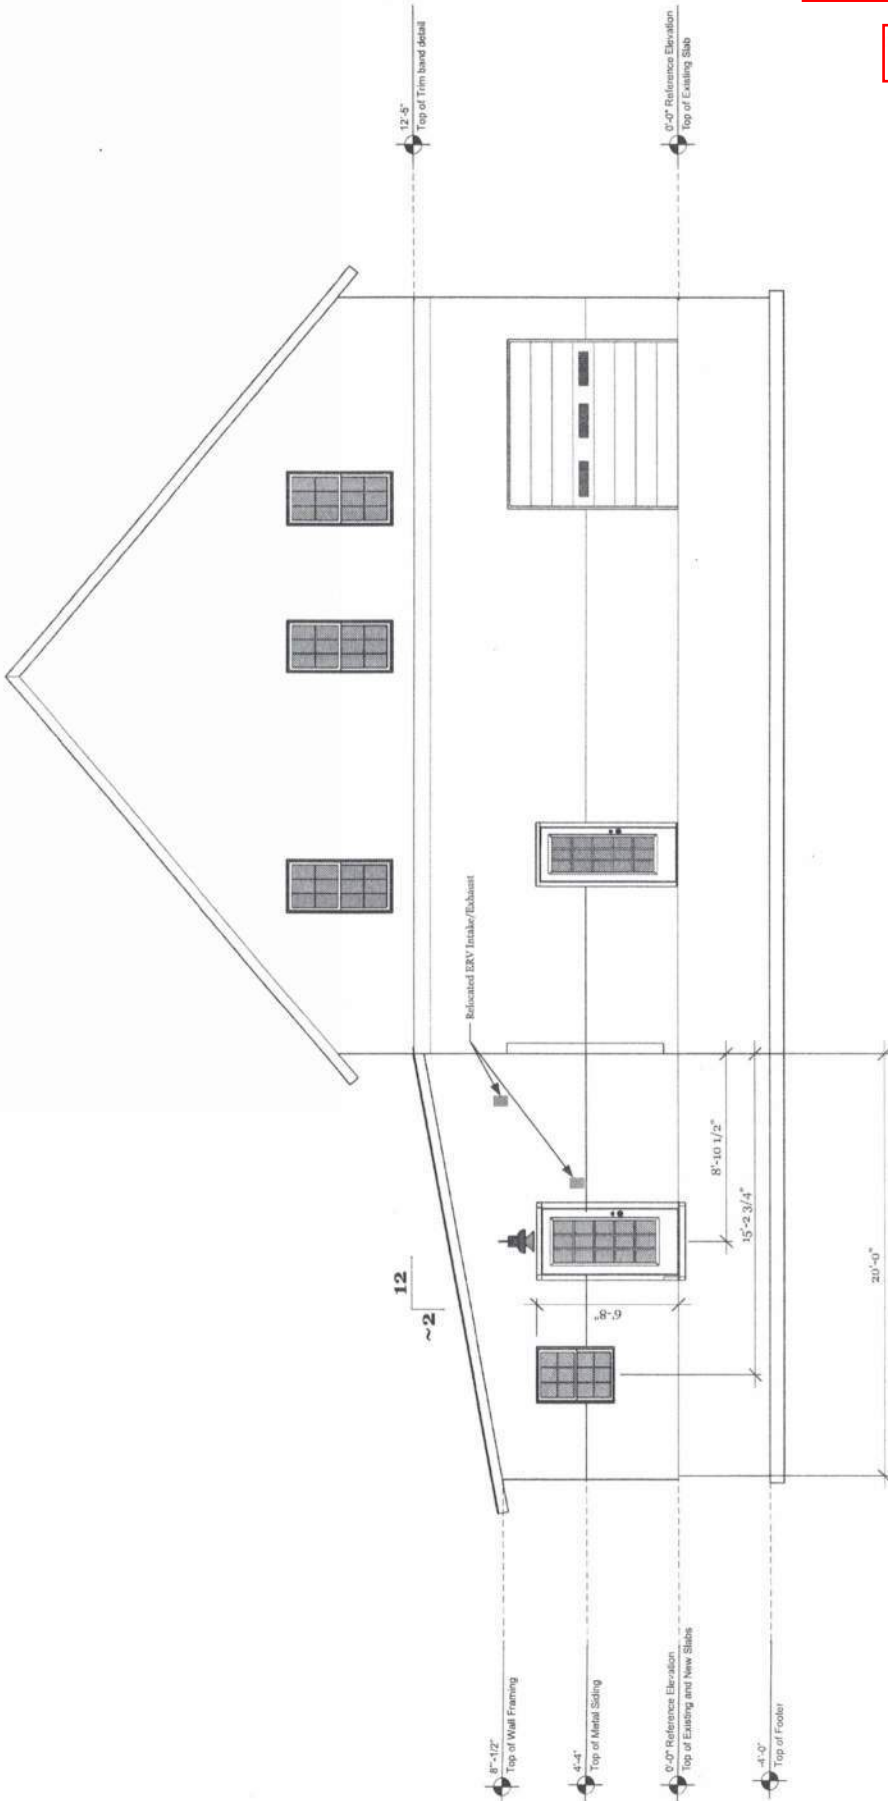 12'-5"
Top of Trim band detail
0'-0" Reference Elevation
Top of Existing Slab
Relocated ERV Intake/Exhaust
12
~2
6'-8"
8'-10 1/2"
15'-2 3/4"
20'-0"
8"-1/2"
Top of Wall Framing
4'-4"
Top of Metal Siding
0'-0" Reference Elevation
Top of Existing and New Slabs
-4'-0"
Top of Footer